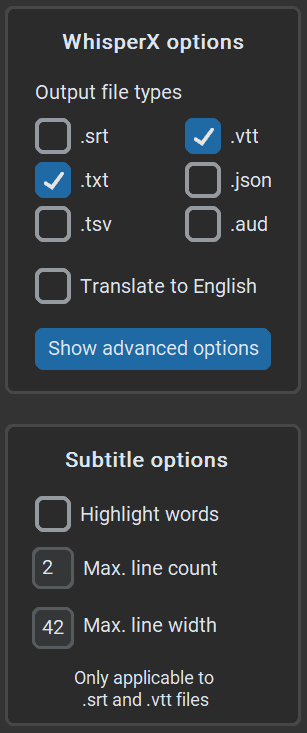 WhisperX options
Output file types
.srt .vtt
.txt .json
.tsv .aud
Translate to English
Show advanced options
Subtitle options
Highlight words
2 Max. line count
42 Max. line width
Only applicable to
.srt and .vtt files